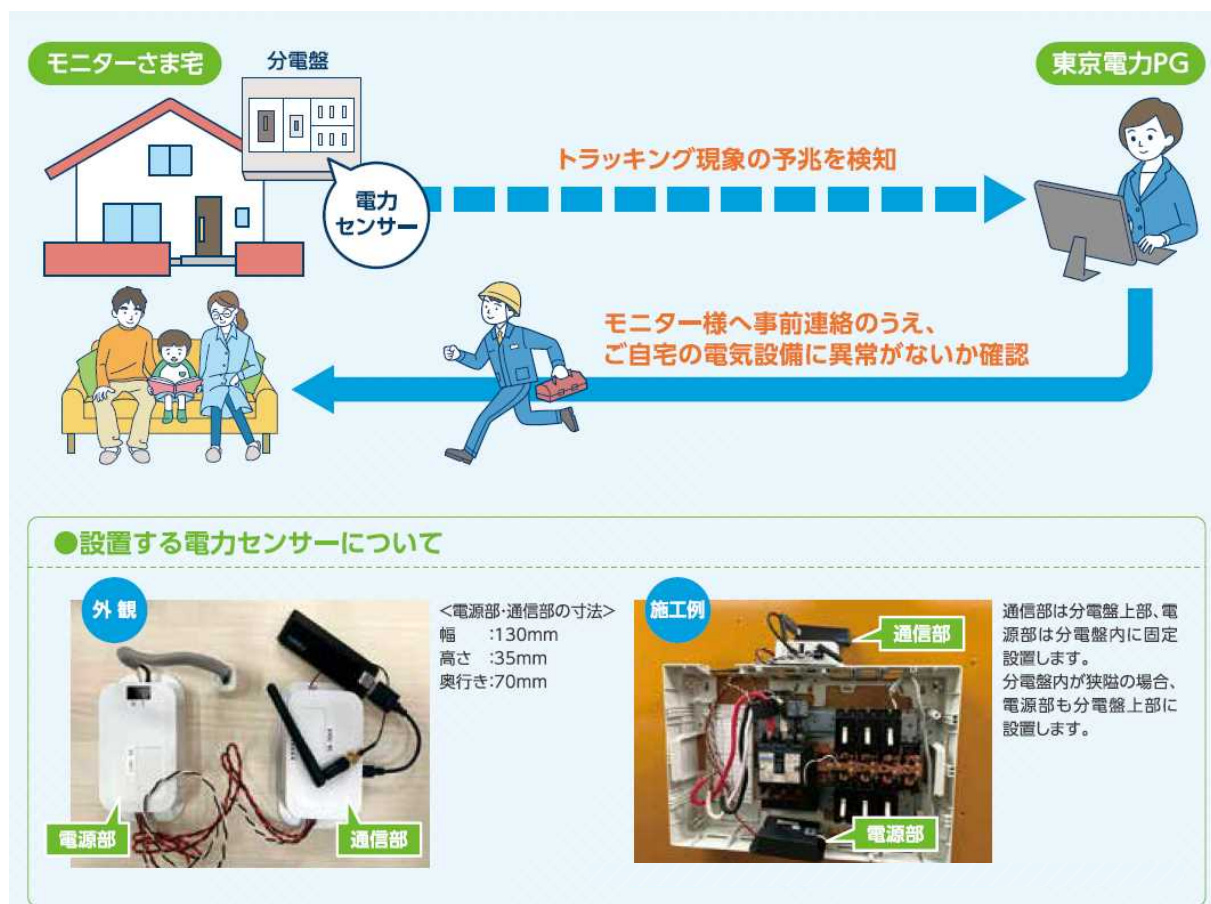 モニターさま宅
分電盤
東京電力PG
トラッキング現象の予兆を検知
電力
センサー
モニター様へ事前連絡のうえ、
ご自宅の電気設備に異常がないか確認
●設置する電力センサーについて
外観
<電源部・通信部の寸法>
幅　:130mm
高さ　:35mm
奥行き:70mm
電源部
通信部
施工例
通信部
電源部
通信部は分電盤上部、電
源部は分電盤内に固定
設置します。
分電盤内が狭隘の場合、
電源部も分電盤上部に
設置します。